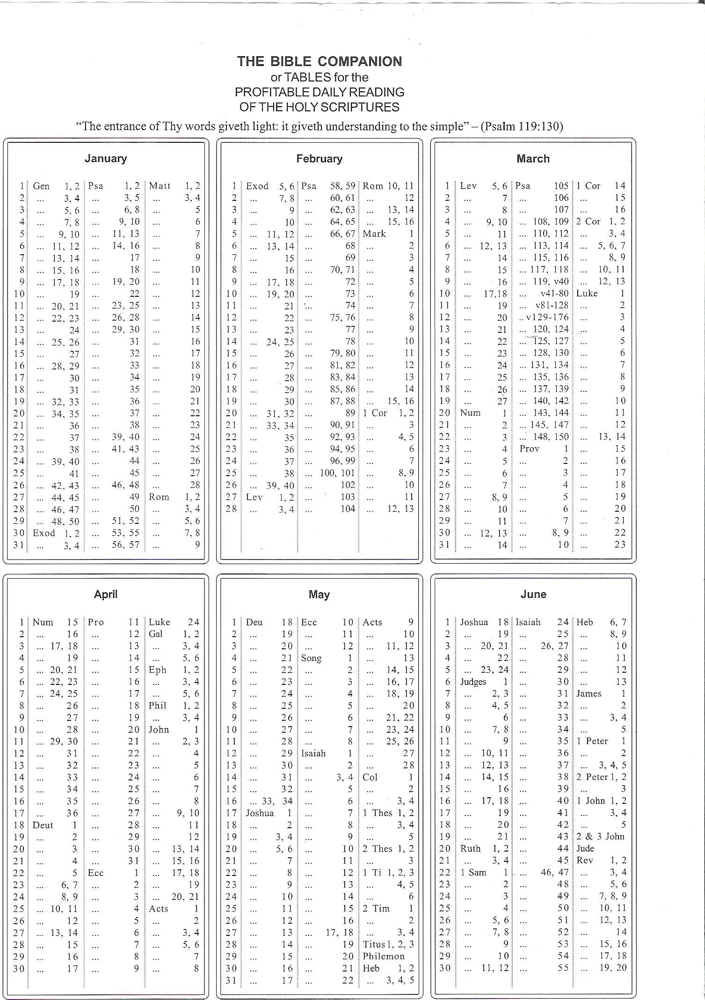 THE BIBLE COMPANION
or TABLES for the
PROFITABLE DAILY READING
OF THE HOLY SCRIPTURES
“The entrance of Thy words giveth light: it giveth understanding to the simple” – (Psalm 119:130)
January
1 Gen 1, 2 Psa 1, 2 Matt 1, 2
2 ... 3, 4 ... 3, 5 ... 3, 4
3 ... 5, 6 ... 6, 8 ... 5
4 ... 7, 8 ... 9, 10 ... 6
5 ... 9, 10 ... 11, 13 ... 7
6 ... 11, 12 ... 14, 16 ... 8
7 ... 13, 14 ... 17 ... 9
8 ... 15, 16 ... 18 ... 10
9 ... 17, 18 ... 19, 20 ... 11
10 ... 19 ... 22 ... 12
11 ... 20, 21 ... 23, 25 ... 13
12 ... 22, 23 ... 26, 28 ... 14
13 ... 24 ... 29, 30 ... 15
14 ... 25, 26 ... 31 ... 16
15 ... 27 ... 32 ... 17
16 ... 28, 29 ... 33 ... 18
17 ... 30 ... 34 ... 19
18 ... 31 ... 35 ... 20
19 ... 32, 33 ... 36 ... 21
20 ... 34, 35 ... 37 ... 22
21 ... 36 ... 38 ... 23
22 ... 37 ... 39, 40 ... 24
23 ... 38 ... 41, 43 ... 25
24 ... 39, 40 ... 44 ... 26
25 ... 41 ... 45 ... 27
26 ... 42, 43 ... 46, 48 ... 28
27 ... 44, 45 ... 49 Rom 1, 2
28 ... 46, 47 ... 50 ... 3, 4
29 ... 48, 50 ... 51, 52 ... 5, 6
30 Exod 1, 2 ... 53, 55 ... 7, 8
31 ... 3, 4 ... 56, 57 ... 9
February
1 Exod 5, 6 Psa 58, 59 Rom 10, 11
2 ... 7, 8 ... 60, 61 ... 12
3 ... 9 ... 62, 63 ... 13, 14
4 ... 10 ... 64, 65 ... 15, 16
5 ... 11, 12 ... 66, 67 Mark 1
6 ... 13, 14 ... 68 ... 2
7 ... 15 ... 69 ... 3
8 ... 16 ... 70, 71 ... 4
9 ... 17, 18 ... 72 ... 5
10 ... 19, 20 ... 73 ... 6
11 ... 21 ... 74 ... 7
12 ... 22 ... 75, 76 ... 8
13 ... 23 ... 77 ... 9
14 ... 24, 25 ... 78 ... 10
15 ... 26 ... 79, 80 ... 11
16 ... 27 ... 81, 82 ... 12
17 ... 28 ... 83, 84 ... 13
18 ... 29 ... 85, 86 ... 14
19 ... 30 ... 87, 88 ... 15, 16
20 ... 31, 32 ... 89 1 Cor 1, 2
21 ... 33, 34 ... 90, 91 ... 3
22 ... 35 ... 92, 93 ... 4, 5
23 ... 36 ... 94, 95 ... 6
24 ... 37 ... 96, 99 ... 7
25 ... 38 ... 100, 101 ... 8, 9
26 ... 39, 40 ... 102 ... 10
27 Lev 1, 2 ... 103 ... 11
28 ... 3, 4 ... 104 ... 12, 13
March
1 Lev 5, 6 Psa 105 1 Cor 14
2 ... 7 ... 106 ... 15
3 ... 8 ... 107 ... 16
4 ... 9, 10 ... 108, 109 2 Cor 1, 2
5 ... 11 ... 110, 112 ... 3, 4
6 ... 12, 13 ... 113, 114 ... 5, 6, 7
7 ... 14 ... 115, 116 ... 8, 9
8 ... 15 ... 117, 118 ... 10, 11
9 ... 16 ... 119, v40 ... 12, 13
10 ... 17,18 ... v41-80 Luke 1
11 ... 19 ... v81-128 ... 2
12 ... 20 .. v129-176 ... 3
13 ... 21 ... 120, 124 ... 4
14 ... 22 ... 125, 127 ... 5
15 ... 23 ... 128, 130 ... 6
16 ... 24 ... 131, 134 ... 7
17 ... 25 ... 135, 136 ... 8
18 ... 26 ... 137, 139 ... 9
19 ... 27 ... 140, 142 ... 10
20 Num 1 ... 143, 144 ... 11
21 ... 2 ... 145, 147 ... 12
22 ... 3 ... 148, 150 ... 13, 14
23 ... 4 Prov 1 ... 15
24 ... 5 ... 2 ... 16
25 ... 6 ... 3 ... 17
26 ... 7 ... 4 ... 18
27 ... 8, 9 ... 5 ... 19
28 ... 10 ... 6 ... 20
29 ... 11 ... 7 ... 21
30 ... 12, 13 ... 8, 9 ... 22
31 ... 14 ... 10 ... 23
April
1 Num 15 Pro 11 Luke 24
2 ... 16 ... 12 Gal 1, 2
3 ... 17, 18 ... 13 ... 3, 4
4 ... 19 ... 14 ... 5, 6
5 ... 20, 21 ... 15 Eph 1, 2
6 ... 22, 23 ... 16 ... 3, 4
7 ... 24, 25 ... 17 ... 5, 6
8 ... 26 ... 18 Phil 1, 2
9 ... 27 ... 19 ... 3, 4
10 ... 28 ... 20 John 1
11 ... 29, 30 ... 21 ... 2, 3
12 ... 31 ... 22 ... 4
13 ... 32 ... 23 ... 5
14 ... 33 ... 24 ... 6
15 ... 34 ... 25 ... 7
16 ... 35 ... 26 ... 8
17 ... 36 ... 27 ... 9, 10
18 Deut 1 ... 28 ... 11
19 ... 2 ... 29 ... 12
20 ... 3 ... 30 ... 13, 14
21 ... 4 ... 31 ... 15, 16
22 ... 5 Ecc 1 ... 17, 18
23 ... 6, 7 ... 2 ... 19
24 ... 8, 9 ... 3 ... 20, 21
25 ... 10, 11 ... 4 Acts 1
26 ... 12 ... 5 ... 2
27 ... 13, 14 ... 6 ... 3, 4
28 ... 15 ... 7 ... 5, 6
29 ... 16 ... 8 ... 7
30 ... 17 ... 9 ... 8
May
1 Deu 18 Ecc 10 Acts 9
2 ... 19 ... 11 ... 10
3 ... 20 ... 12 ... 11, 12
4 ... 21 Song 1 ... 13
5 ... 22 ... 2 ... 14, 15
6 ... 23 ... 3 ... 16, 17
7 ... 24 ... 4 ... 18, 19
8 ... 25 ... 5 ... 20
9 ... 26 ... 6 ... 21, 22
10 ... 27 ... 7 ... 23, 24
11 ... 28 ... 8 ... 25, 26
12 ... 29 Isaiah 1 ... 27
13 ... 30 ... 2 ... 28
14 ... 31 ... 3, 4 Col 1
15 ... 32 ... 5 ... 2
16 ... 33, 34 ... 6 ... 3, 4
17 Joshua 1 ... 7 1 Thes 1, 2
18 ... 2 ... 8 ... 3, 4
19 ... 3, 4 ... 9 ... 5
20 ... 5, 6 ... 10 2 Thes 1, 2
21 ... 7 ... 11 ... 3
22 ... 8 ... 12 1 Ti 1, 2, 3
23 ... 9 ... 13 ... 4, 5
24 ... 10 ... 14 ... 6
25 ... 11 ... 15 2 Tim 1
26 ... 12 ... 16 ... 2
27 ... 13 ... 17, 18 ... 3, 4
28 ... 14 ... 19 Titus 1, 2, 3
29 ... 15 ... 20 Philemon
30 ... 16 ... 21 Heb 1, 2
31 ... 17 ... 22 ... 3, 4, 5
June
1 Joshua 18 Isaiah 24 Heb 6, 7
2 ... 19 ... 25 ... 8, 9
3 ... 20, 21 ... 26, 27 ... 10
4 ... 22 ... 28 ... 11
5 ... 23, 24 ... 29 ... 12
6 Judges 1 ... 30 ... 13
7 ... 2, 3 ... 31 James 1
8 ... 4, 5 ... 32 ... 2
9 ... 6 ... 33 ... 3, 4
10 ... 7, 8 ... 34 ... 5
11 ... 9 ... 35 1 Peter 1
12 ... 10, 11 ... 36 ... 2
13 ... 12, 13 ... 37 ... 3, 4, 5
14 ... 14, 15 ... 38 2 Peter 1, 2
15 ... 16 ... 39 ... 3
16 ... 17, 18 ... 40 1 John 1, 2
17 ... 19 ... 41 ... 3, 4
18 ... 20 ... 42 ... 5
19 ... 21 ... 43 2 & 3 John
20 Ruth 1, 2 ... 44 Jude
21 ... 3, 4 ... 45 Rev 1, 2
22 1 Sam 1 ... 46, 47 ... 3, 4
23 ... 2 ... 48 ... 5, 6
24 ... 3 ... 49 ... 7, 8, 9
25 ... 4 ... 50 ... 10, 11
26 ... 5, 6 ... 51 ... 12, 13
27 ... 7, 8 ... 52 ... 14
28 ... 9 ... 53 ... 15, 16
29 ... 10 ... 54 ... 17, 18
30 ... 11, 12 ... 55 ... 19, 20